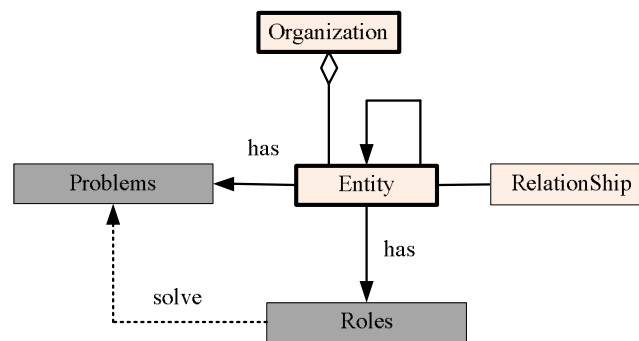 Organization
has
Problems
Entity
RelationShip
has
solve
Roles